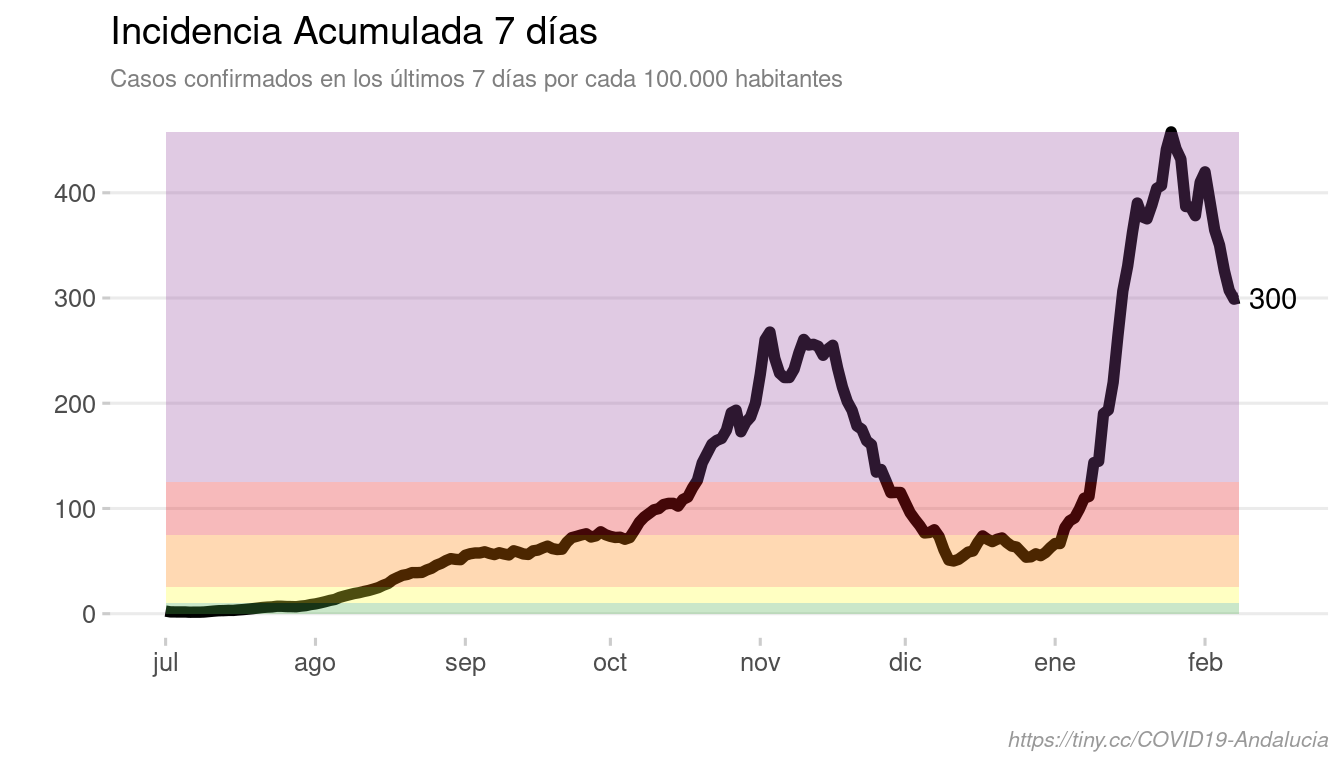 Incidencia Acumulada 7 días
Casos confirmados en los últimos 7 días por cada 100.000 habitantes
400
300
300
200
100
0
jul ago sep oct nov dic ene feb
https://tiny.cc/COVID19-Andalucia